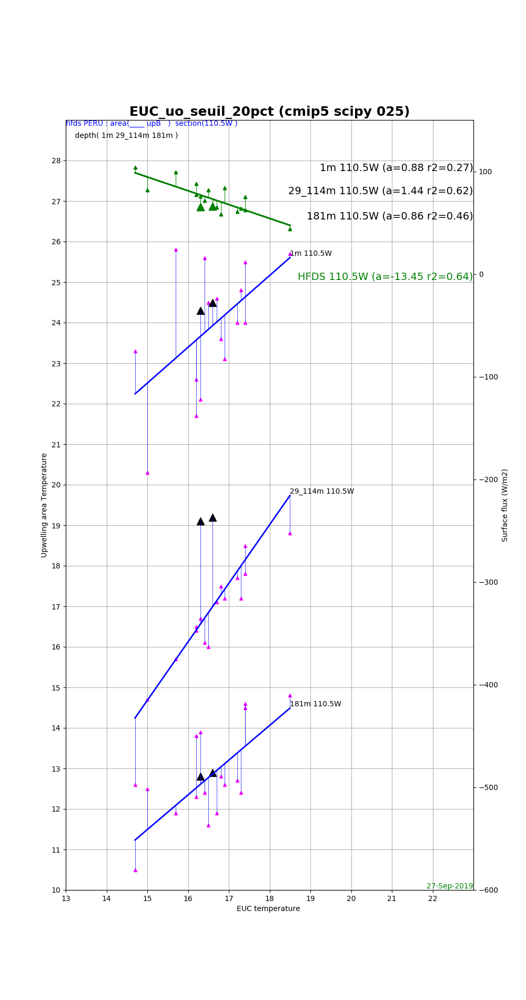 EUC_uo_seuil_20pct (cmip5 scipy 025)
hfds PERU : area(____ upB   )  section(110.5W )
depth( 1m 29_114m 181m )
1m 110.5W (a=0.88 r2=0.27)
29_114m 110.5W (a=1.44 r2=0.62)
181m 110.5W (a=0.86 r2=0.46)
1m 110.5W
HFDS 110.5W (a=-13.45 r2=0.64)
29_114m 110.5W
181m 110.5W
27-Sep-2019
Upwelling area Temperature
28
27
26
25
24
23
22
21
20
19
18
17
16
15
14
13
12
11
10
100
0
−100
−200
−300
−400
−500
−600
Surface flux (W/m2)
13 14 15 16 17 18 19 20 21 22
EUC temperature